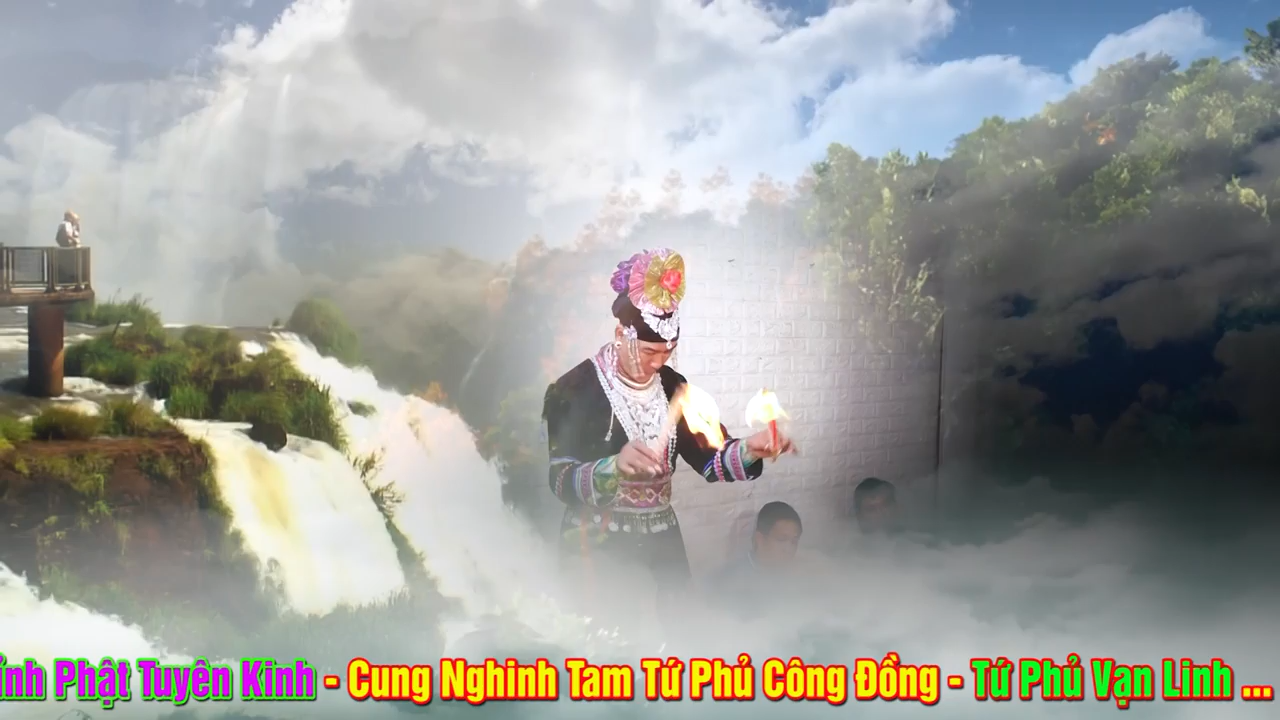 Phật Tuyên Kinh - Cung Nghinh Tam Tứ Phủ Công Đồng - Tứ Phủ Vạn Linh ...